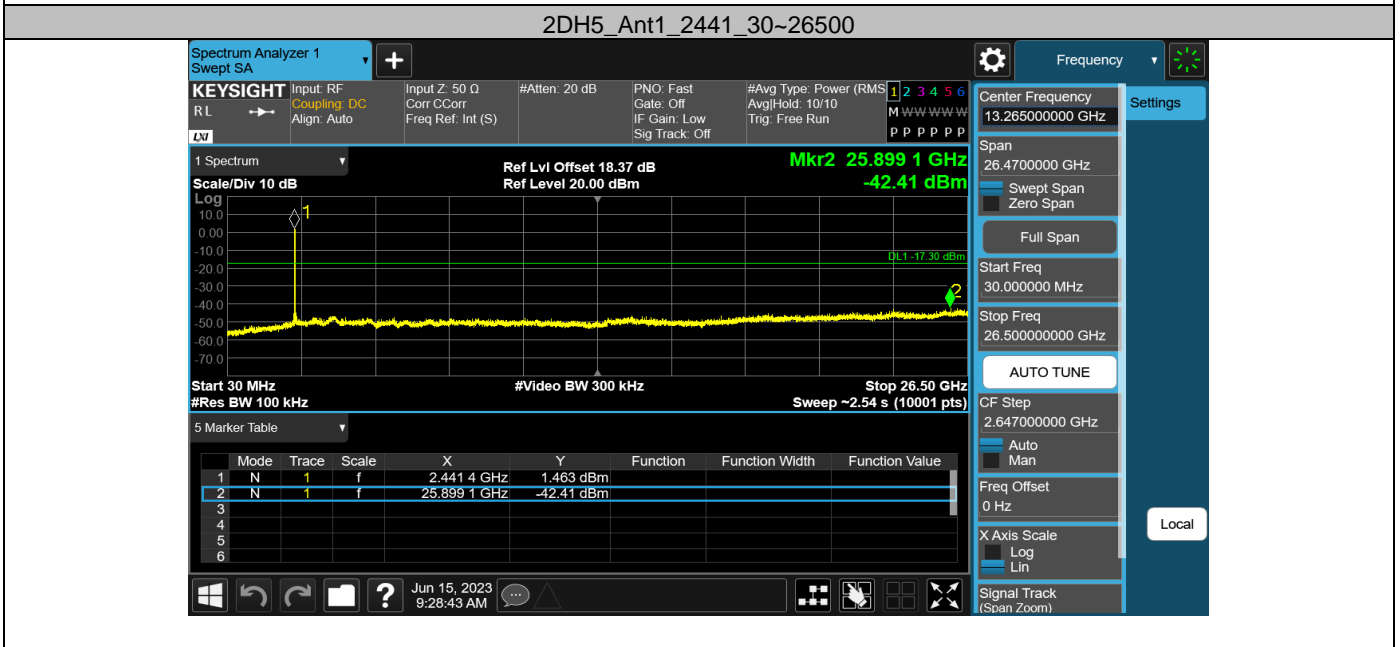 2DH5_Ant1_2441_30~26500
Spectrum Analyzer 1
Swept SA
Frequency
KEYSIGHT
RL
LXI
Input: RF
Coupling: DC
Align: Auto
Input Z: 50 Ω
Corr CCorr
Freq Ref: Int (S)
#Atten: 20 dB
PNO: Fast
Gate: Off
IF Gain: Low
Sig Track: Off
#Avg Type: Power (RMS
Avg|Hold: 10/10
Trig: Free Run
1 2 3 4 5 6
M W W W W W
P P P P P P
1 Spectrum
Scale/Div 10 dB
Ref Lvl Offset 18.37 dB
Ref Level 20.00 dBm
Mkr2 25.899 1 GHz
-42.41 dBm
Log
10.0
0.00
-10.0
-20.0
-30.0
-40.0
-50.0
-60.0
-70.0
1
DL1 -17.30 dBm
2
Start 30 MHz
#Res BW 100 kHz
#Video BW 300 kHz
Stop 26.50 GHz
Sweep ~2.54 s (10001 pts)
5 Marker Table
Mode Trace Scale X Y Function Function Width Function Value
1 N 1 f 2.441 4 GHz 1.463 dBm
2 N 1 f 25.899 1 GHz -42.41 dBm
3
4
5
6
Jun 15, 2023
9:28:43 AM
Center Frequency
13.265000000 GHz
Settings
Span
26.4700000 GHz
Swept Span
Zero Span
Full Span
Start Freq
30.000000 MHz
Stop Freq
26.500000000 GHz
AUTO TUNE
CF Step
2.647000000 GHz
Auto
Man
Freq Offset
0 Hz
Local
X Axis Scale
Log
Lin
Signal Track
(Span Zoom)